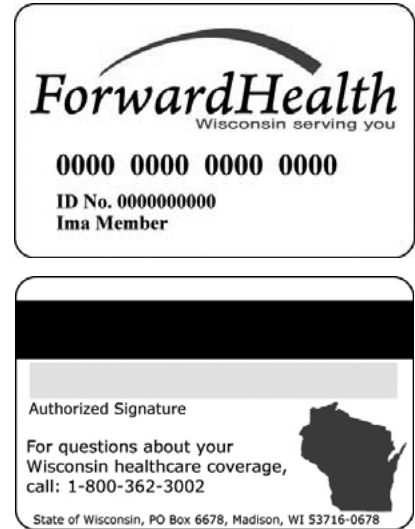 ForwardHealth
Wisconsin serving you
0000 0000 0000 0000
ID No. 0000000000
Ima Member
Authorized Signature
For questions about your
Wisconsin healthcare coverage,
call: 1-800-362-3002
State of Wisconsin, PO Box 6678, Madison, WI 53716-0678